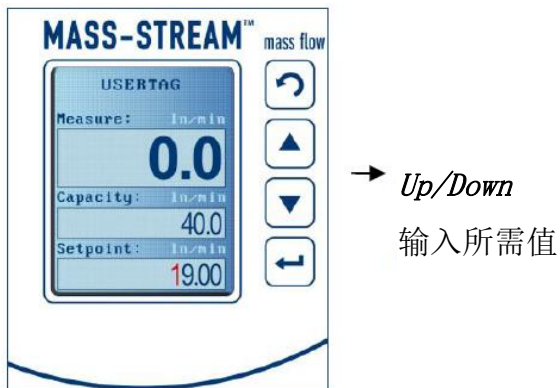 MASS-STREAM™ mass flow
USERTAG
Measure: ln/min
0.0
Capacity: ln/min
40.0
Setpoint: ln/min
19.00
Up/Down
输入所需值